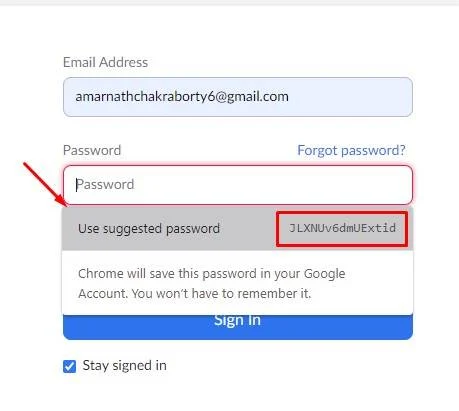 Email Address
amarnathchakraborty6@gmail.com
Password Forgot password?
Password
Use suggested password JLXNUv6dmUExtid
Chrome will save this password in your Google
Account. You won't have to remember it.
Sign In
Stay signed in